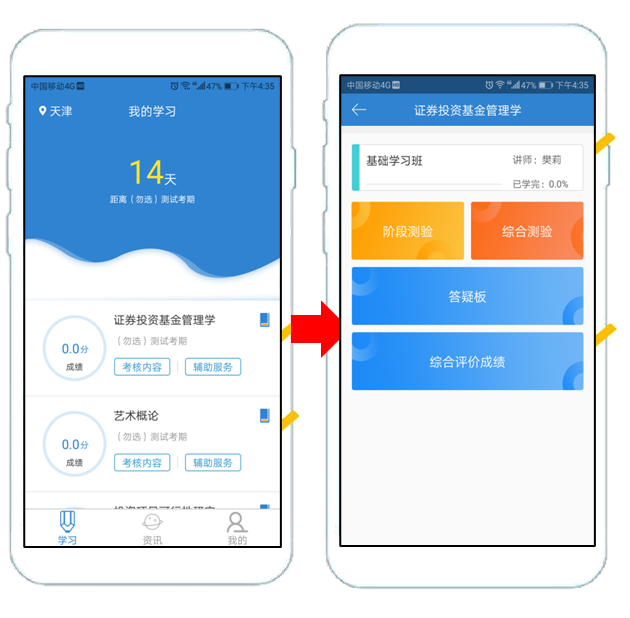 中国移动4G HD 47% 下午4:35
天津 我的学习
14天
距离（勿选）测试考期
证券投资基金管理学
（勿选）测试考期
0.0分
成绩
考核内容 辅助服务
艺术概论
（勿选）测试考期
0.0分
成绩
考核内容 辅助服务
学习 资讯 我的
中国移动4G HD 47% 下午4:35
证券投资基金管理学
基础学习班 讲师：樊莉
已学完：0.0%
阶段测验 综合测验
答疑板
综合评价成绩